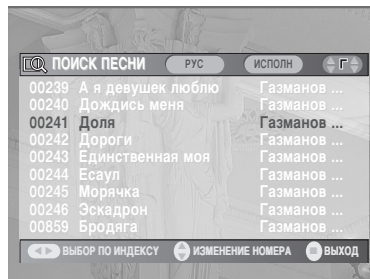 ПОИСК ПЕСНИ РУС ИСПОЛН Г
00239 А я девушек люблю Газманов ...
00240 Дождись меня Газманов ...
00241 Доля Газманов ...
00242 Дороги Газманов ...
00243 Единственная моя Газманов ...
00244 Есаул Газманов ...
00245 Морячка Газманов ...
00246 Эскадрон Газманов ...
00859 Бродяга Газманов ...
ВЫБОР ПО ИНДЕКСУ ИЗМЕНЕНИЕ НОМЕРА ВЫХОД